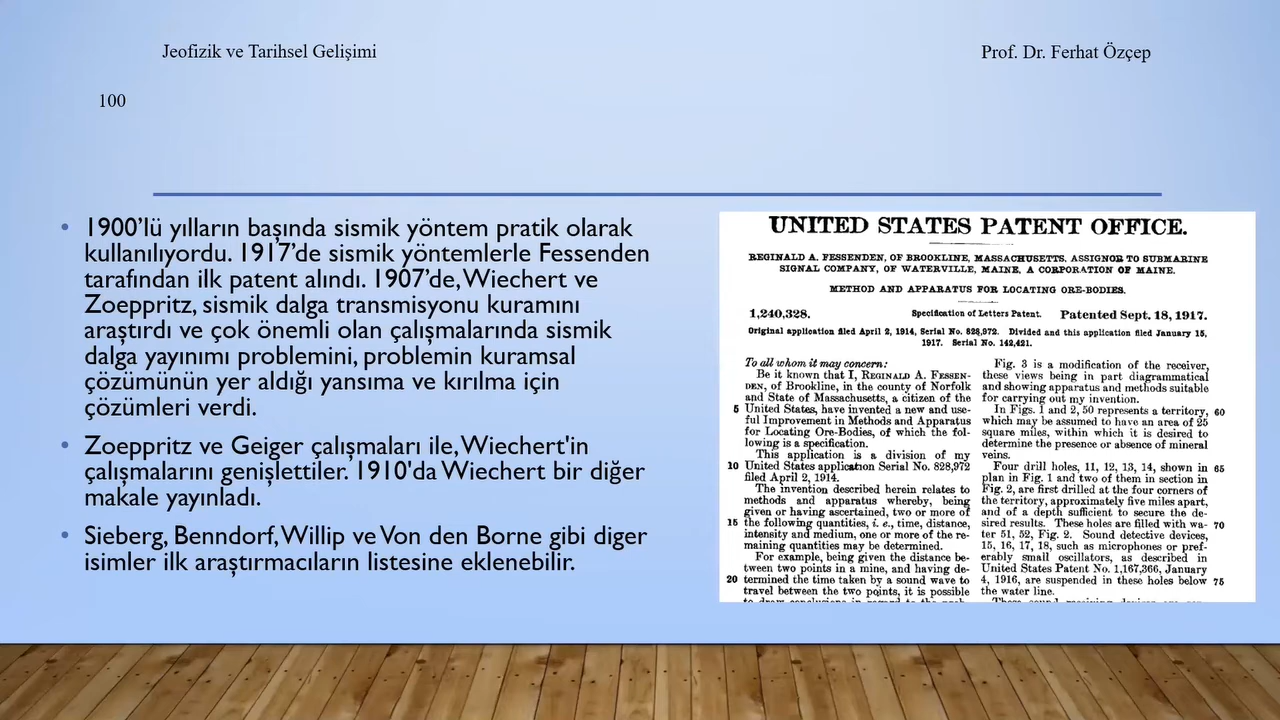 Jeofizik ve Tarihsel Gelişimi
Prof. Dr. Ferhat Özçep
100
• 1900’lü yılların başında sismik yöntem pratik olarak
kullanılıyordu. 1917’de sismik yöntemlerle Fessenden
tarafından ilk patent alındı. 1907’de, Wiechert ve
Zoeppritz, sismik dalga transmisyonu kuramını
araştırdı ve çok önemli olan çalışmalarında sismik
dalga yayınımı problemini, problemin kuramsal
çözümünün yer aldığı yansıma ve kırılma için
çözümleri verdi.
• Zoeppritz ve Geiger çalışmaları ile, Wiechert'in
çalışmalarını genişlettiler. 1910'da Wiechert bir diğer
makale yayınladı.
• Sieberg, Benndorf, Willip ve Von den Borne gibi diger
isimler ilk araştırmacıların listesine eklenebilir.
UNITED STATES PATENT OFFICE.
REGINALD A. FESSENDEN, OF BROOKLINE, MASSACHUSETTS, ASSIGNOR TO SUBMARINE
SIGNAL COMPANY, OF WATERVILLE, MAINE, A CORPORATION OF MAINE.
METHOD AND APPARATUS FOR LOCATING ORE-BODIES.
1,240,328. Specification of Letters Patent. Patented Sept. 18, 1917.
Original application filed April 2, 1914, Serial No. 828,972. Divided and this application filed January 15,
1917. Serial No. 142,421.
To all whom it may concern:
Be it known that I, REGINALD A. FESSEN-
DEN, of Brookline, in the county of Norfolk
and State of Massachusetts, a citizen of the
5 United States, have invented a new and use-
ful Improvement in Methods and Apparatus
for Locating Ore-Bodies, of which the fol-
lowing is a specification.
This application is a division of my
10 United States application Serial No. 828,972
filed April 2, 1914.
The invention described herein relates to
methods and apparatus whereby, being
given or having ascertained, two or more of
15 the following quantities, i. e., time, distance,
intensity and medium, one or more of the re-
maining quantities may be determined.
For example, being given the distance be-
tween two points in a mine, and having de-
20 termined the time taken by a sound wave to
travel between the two points, it is possible
Fig. 3 is a modification of the receiver,
these views being in part diagrammatical
and showing apparatus and methods suitable
for carrying out my invention.
In Figs. 1 and 2, 50 represents a territory, 60
which may be assumed to have an area of 25
square miles, within which it is desired to
determine the presence or absence of mineral
veins.
Four drill holes, 11, 12, 13, 14, shown in 65
plan in Fig. 1 and two of them in section in
Fig. 2, are first drilled at the four corners of
the territory, approximately five miles apart,
and of a depth sufficient to secure the de-
sired results. These holes are filled with wa- 70
ter 51, 52, Fig. 2. Sound detective devices,
15, 16, 17, 18, such as microphones or pref-
erably small oscillators, as described in
United States Patent No. 1,167,366, January
4, 1916, are suspended in these holes below 75
the water line.